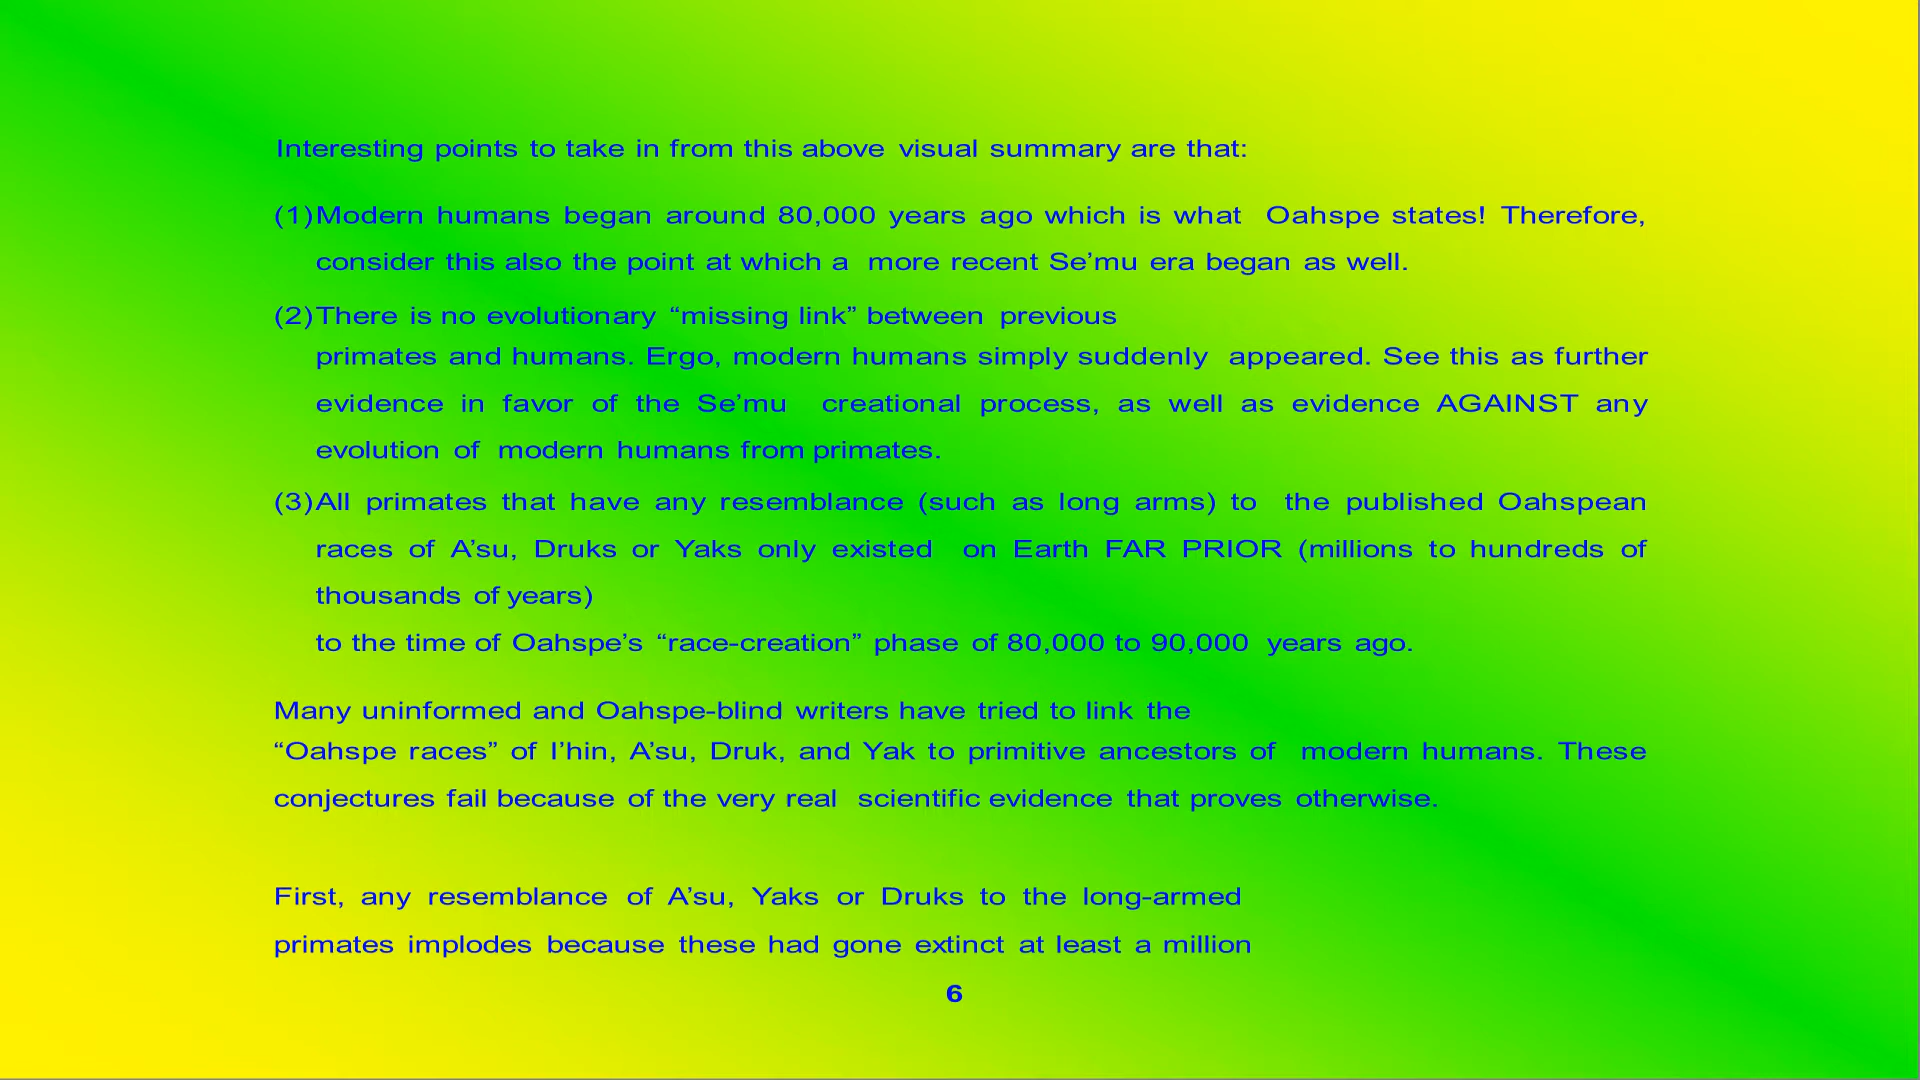 Interesting points to take in from this above visual summary are that:
(1)Modern humans began around 80,000 years ago which is what Oahspe states! Therefore,
consider this also the point at which a more recent Se’mu era began as well.
(2)There is no evolutionary “missing link” between previous
primates and humans. Ergo, modern humans simply suddenly appeared. See this as further
evidence in favor of the Se’mu creational process, as well as evidence AGAINST any
evolution of modern humans from primates.
(3)All primates that have any resemblance (such as long arms) to the published Oahspean
races of A’su, Druks or Yaks only existed on Earth FAR PRIOR (millions to hundreds of
thousands of years)
to the time of Oahspe’s “race-creation” phase of 80,000 to 90,000 years ago.
Many uninformed and Oahspe-blind writers have tried to link the
“Oahspe races” of I’hin, A’su, Druk, and Yak to primitive ancestors of modern humans. These
conjectures fail because of the very real scientific evidence that proves otherwise.
First, any resemblance of A’su, Yaks or Druks to the long-armed
primates implodes because these had gone extinct at least a million
6